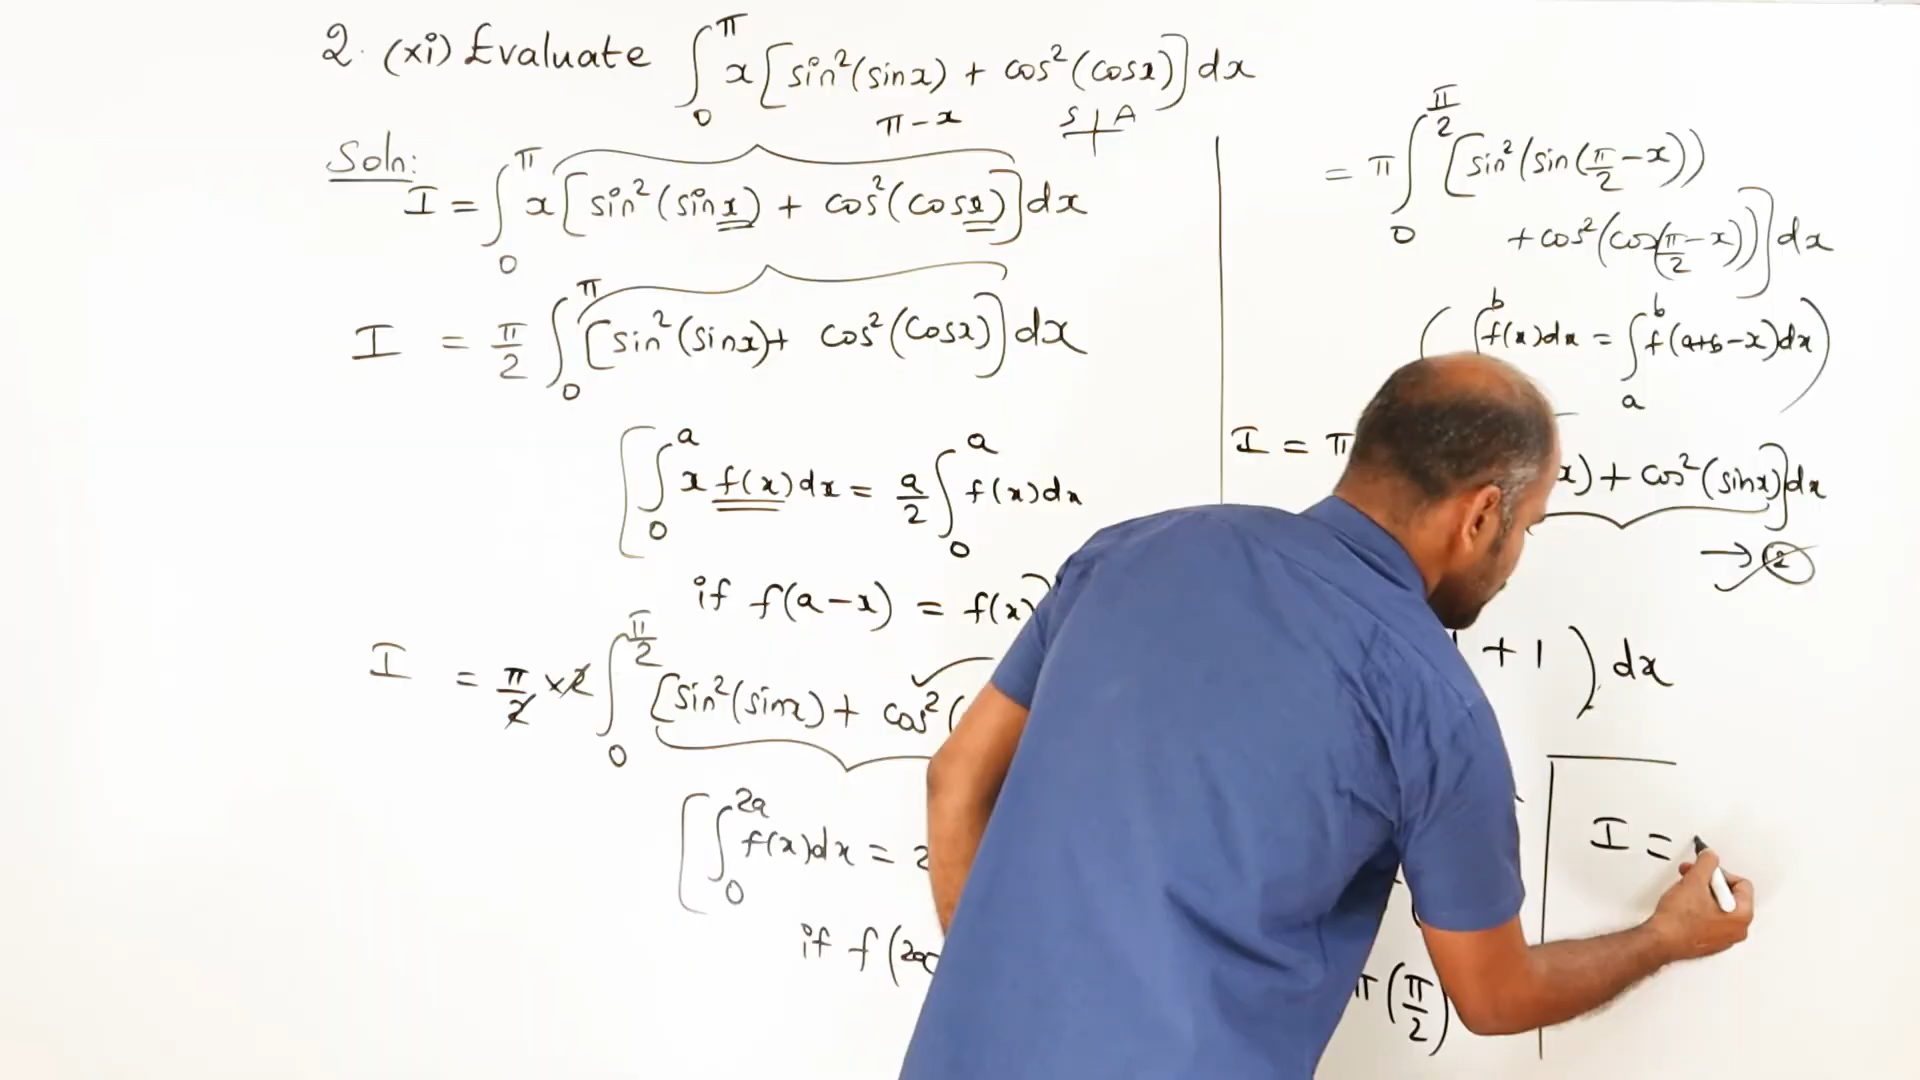 2. (xi) Evaluate ∫₀^π x[sin²(sinx) + cos²(cosx)]dx
π-x S A
Soln:
I = ∫₀^π x[sin²(sinx) + cos²(cosx)]dx
I = π/2 ∫₀^π [sin²(sinx)+ cos²(cosx)]dx
[∫₀^a x f(x)dx = a/2 ∫₀^a f(x)dx
if f(a-x) = f(x)
I = π/2 ×2 ∫₀^(π/2) [sin²(sinx)+ cos²(
[∫₀^(2a) f(x)dx = 2
if f(2a
= π ∫₀^(π/2) [sin²(sin(π/2 -x))
+cos²(cos(π/2 -x))]dx
(∫^b f(x)dx = ∫ₐ^b f(a+b-x)dx)
I = π x) + cos²(sinx)]dx
→ 2
+ 1 ) dx
π(π/2)
I =